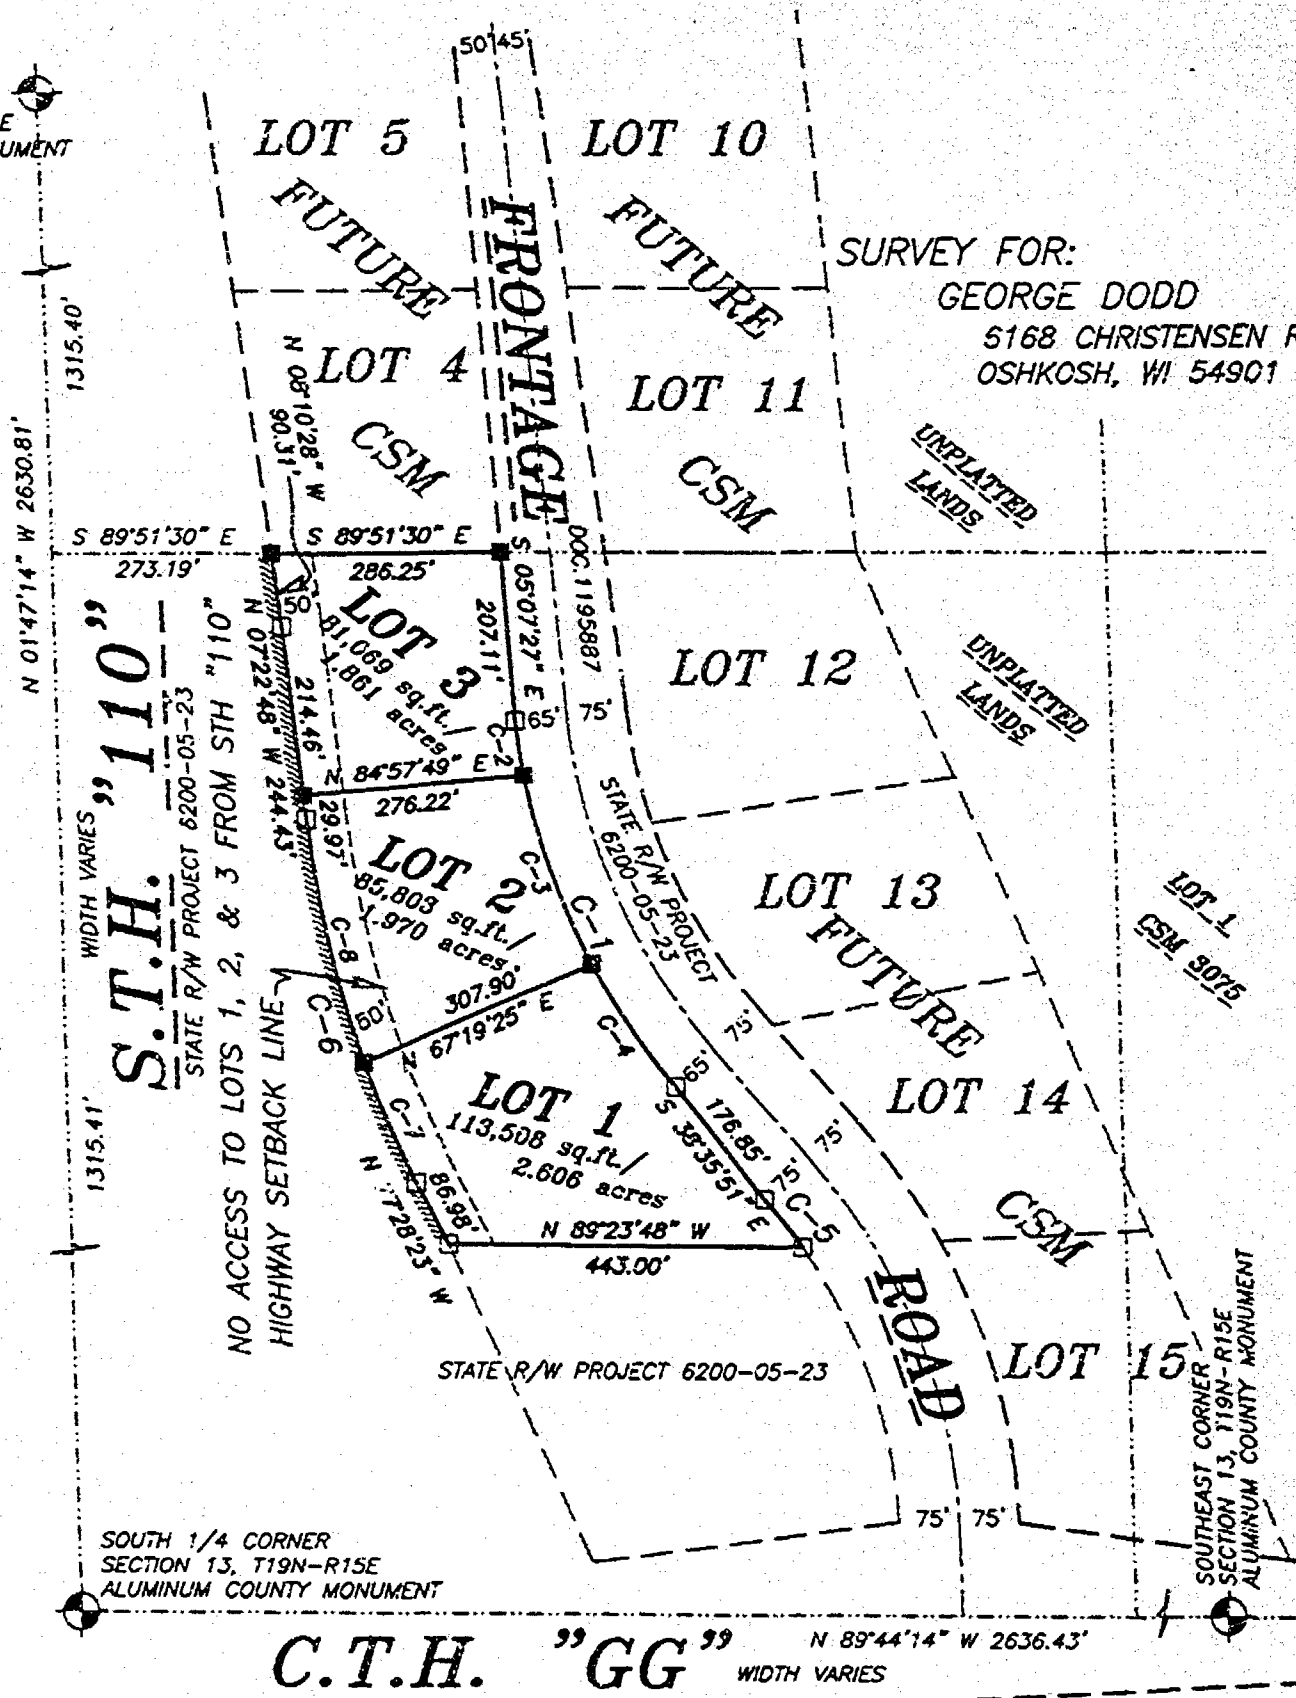 50' 45'
E
UMENT
LOT 5
LOT 10
FUTURE
FUTURE
FRONTAGE
SURVEY FOR:
GEORGE DODD
6168 CHRISTENSEN R
OSHKOSH, WI 54901
1315.40'
N 01°47'14" W 2630.81'
N 08°10'28" W
90.31'
LOT 4
LOT 11
CSM
CSM
UNPLATTED
LANDS
S 89°51'30" E
273.19'
S 89°51'30" E
286.25'
DOC. 1195887
50'
LOT 3
81,069 sq.ft./
1.861 acres
S 05°07'27" E
207.11'
LOT 12
UNPLATTED
LANDS
S.T.H. "110"
WIDTH VARIES
STATE R/W PROJECT 6200-05-23
N 07°22'48" W 244.43'
214.46'
29.97'
65'
75'
C-2
N 84°57'49" E
276.22'
STATE R/W PROJECT
6200-05-23
LOT 2
85,803 sq.ft./
1.970 acres
C-3
C-1
LOT 13
FUTURE
LOT 1
CSM 3075
C-8
C-6
50'
307.90'
N 67°19'25" E
C-4
75'
65'
NO ACCESS TO LOTS 1, 2, & 3 FROM STH "110"
HIGHWAY SETBACK LINE
LOT 1
113,508 sq.ft./
2.606 acres
176.85'
S 38°35'51" E
75'
75'
LOT 14
1315.41'
C-7
86.98'
28'23" W
C-5
N 89°23'48" W
443.00'
CSM
ROAD
STATE R/W PROJECT 6200-05-23
LOT 15
SOUTHEAST CORNER
SECTION 13, T19N-R15E
ALUMINUM COUNTY MONUMENT
75' 75'
SOUTH 1/4 CORNER
SECTION 13, T19N-R15E
ALUMINUM COUNTY MONUMENT
C.T.H. "GG"
N 89°44'14" W 2636.43'
WIDTH VARIES